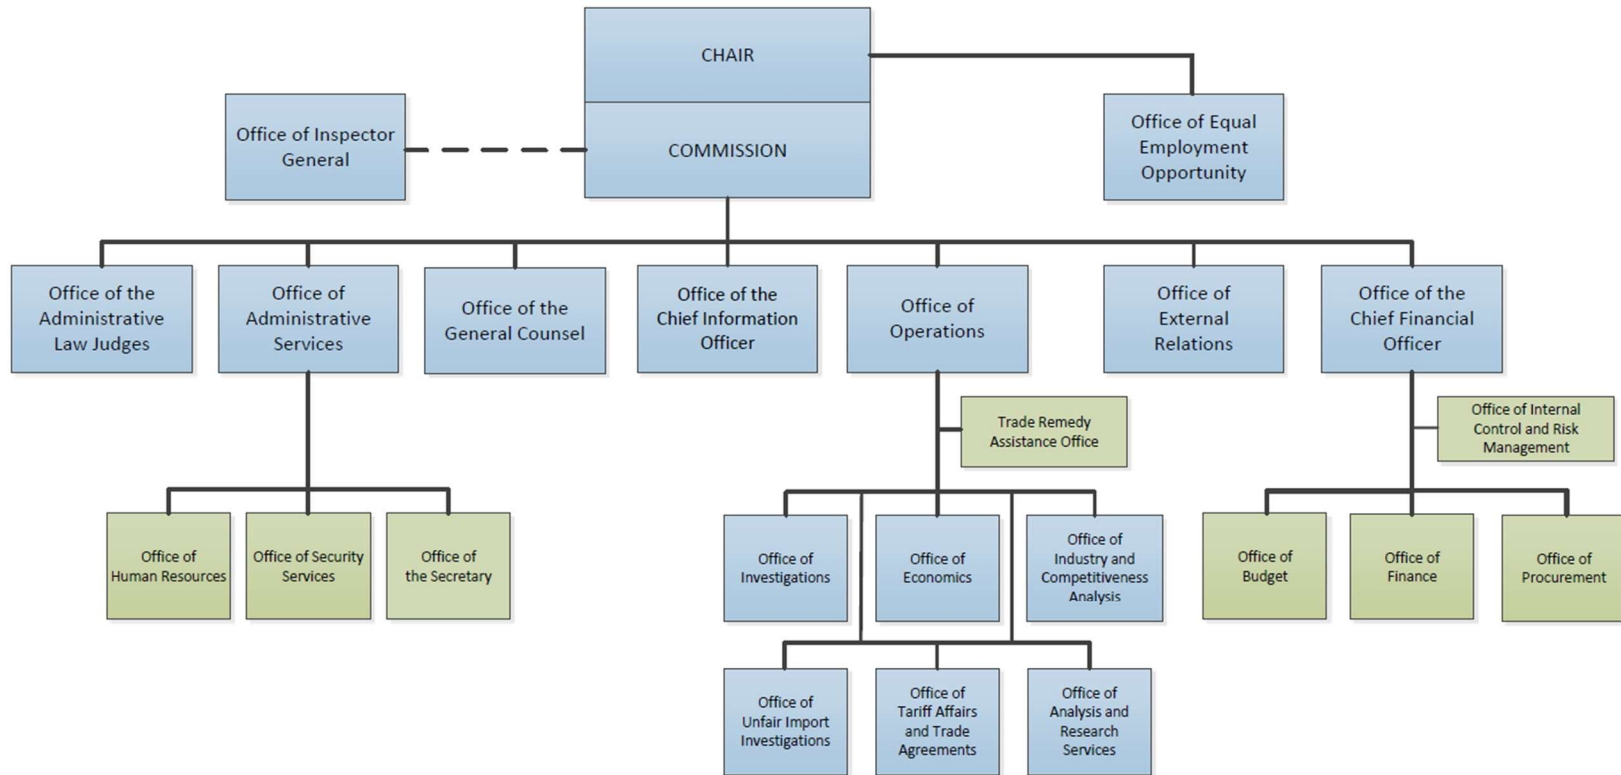 CHAIR
COMMISSION
Office of Inspector
General
Office of Equal
Employment
Opportunity
Office of the
Administrative
Law Judges
Office of
Administrative
Services
Office of the
General Counsel
Office of the
Chief Information
Officer
Office of
Operations
Office of
External
Relations
Office of the
Chief Financial
Officer
Trade Remedy
Assistance Office
Office of Internal
Control and Risk
Management
Office of
Human Resources
Office of Security
Services
Office of
the Secretary
Office of
Investigations
Office of
Economics
Office of
Industry and
Competitiveness
Analysis
Office of
Budget
Office of
Finance
Office of
Procurement
Office of
Unfair Import
Investigations
Office of
Tariff Affairs
and Trade
Agreements
Office of
Analysis and
Research
Services